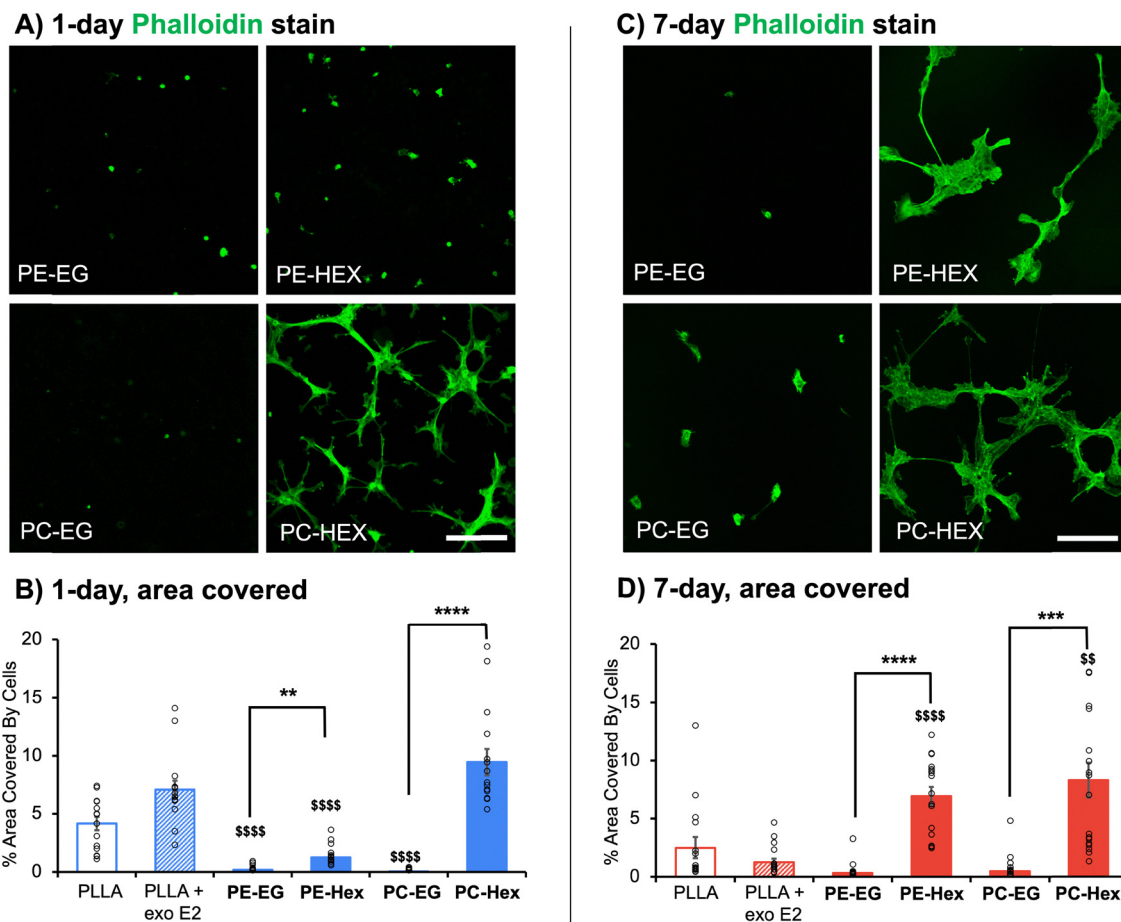 A) 1-day Phalloidin stain
PE-EG
PE-HEX
PC-EG
PC-HEX
B) 1-day, area covered
% Area Covered By Cells
20
15
10
5
0
****
**
$$$$
$$$$
$$$$
PLLA
PLLA +
exo E2
PE-EG
PE-Hex
PC-EG
PC-Hex
C) 7-day Phalloidin stain
PE-EG
PE-HEX
PC-EG
PC-HEX
D) 7-day, area covered
% Area Covered By Cells
20
15
10
5
0
***
****
$$
$$$$
PLLA
PLLA +
exo E2
PE-EG
PE-Hex
PC-EG
PC-Hex